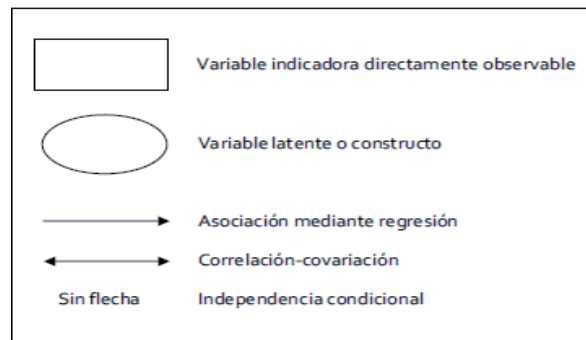 Variable indicadora directamente observable
Variable latente o constructo
Asociación mediante regresión
Correlación-covariación
Sin flecha Independencia condicional